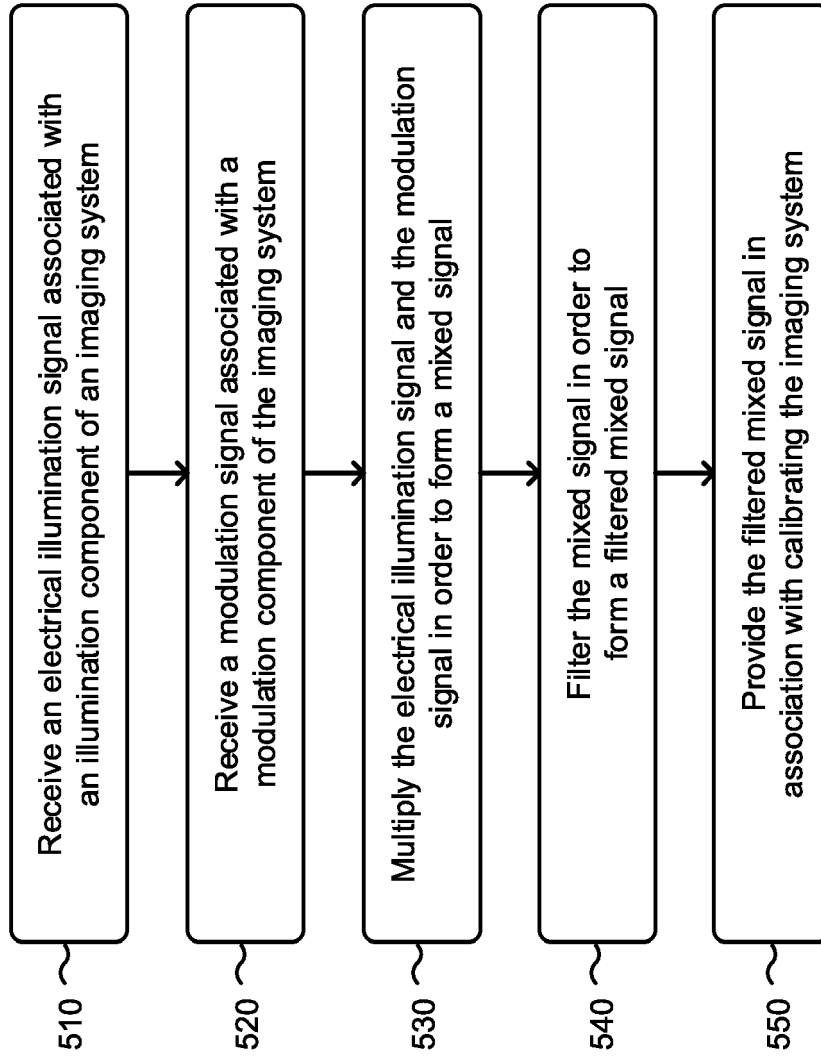 510
Receive an electrical illumination signal associated with
an illumination component of an imaging system
520
Receive a modulation signal associated with a
modulation component of the imaging system
530
Multiply the electrical illumination signal and the modulation
signal in order to form a mixed signal
540
Filter the mixed signal in order to
form a filtered mixed signal
550
Provide the filtered mixed signal in
association with calibrating the imaging system